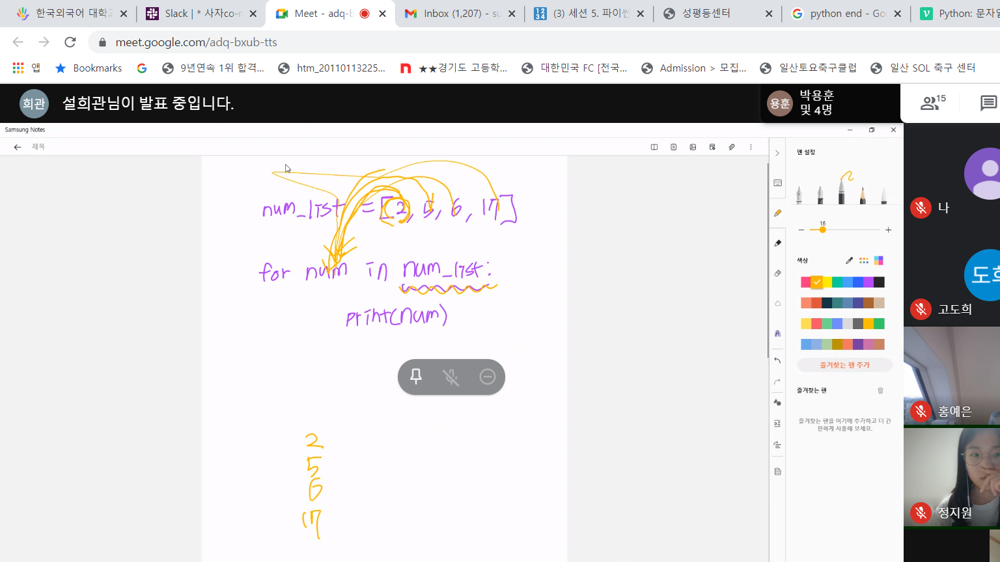 한국외국어 대학교
Slack | * 사자co-n
Meet - adq-b
Inbox (1,207) - su
(3) 세션 5. 파이썬
성평등센터
python end - Go
Python: 문자열
meet.google.com/adq-bxub-tts
앱
Bookmarks
9년연속 1위 합격...
htm_20110113225...
★★경기도 고등학...
대한민국 FC [전국...
Admission > 모집...
일산토요축구클럽
일산 SOL 축구 센터
희관
설희관님이 발표 중입니다.
용훈
박용훈
및 4명
15
Samsung Notes
제목
펜 설정
16
색상
즐겨찾는 펜 추가
즐겨찾는 펜
즐겨찾는 펜을 여기에 추가하고 더 간
편하게 사용해 보세요.
num_list = [2, 5, 6, 17]
for num in num_list:
print(num)
2
5
6
17
나
도희
고도희
홍예은
정지원